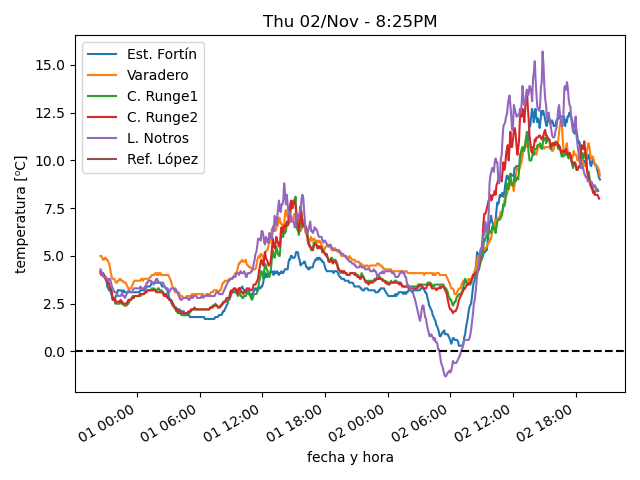 Thu 02/Nov - 8:25PM
temperatura [ºC]
15.0
12.5
10.0
7.5
5.0
2.5
0.0
Est. Fortín
Varadero
C. Runge1
C. Runge2
L. Notros
Ref. López
01 00:00
01 06:00
01 12:00
01 18:00
02 00:00
02 06:00
02 12:00
02 18:00
fecha y hora